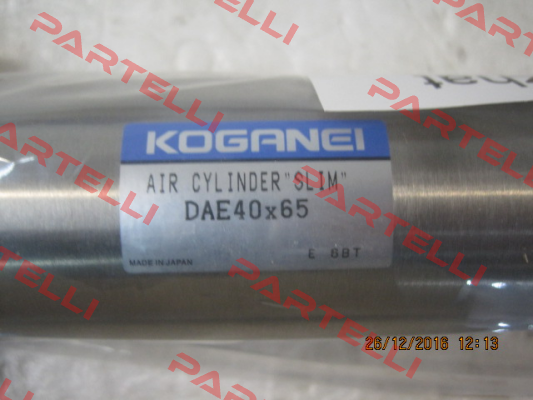 PARTELLI
PARTELLI
PARTELLI
KOGANEI
AIR CYLINDER "SLIM"
DAE40x65
MADE IN JAPAN
PARTELLI
PARTELLI
PARTELLI
26/12/2016 12:13